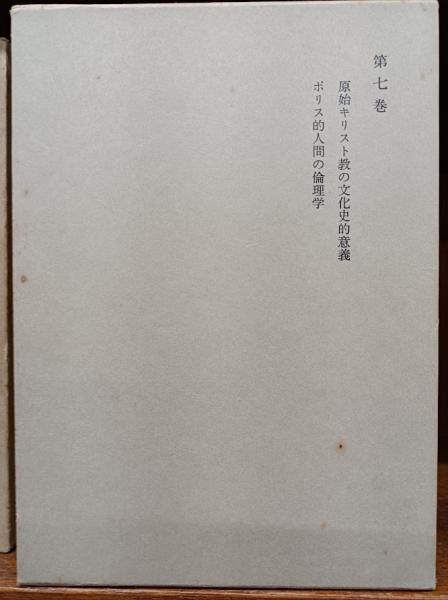 第七巻
原始キリスト教の文化史的意義
ポリス的人間の倫理学